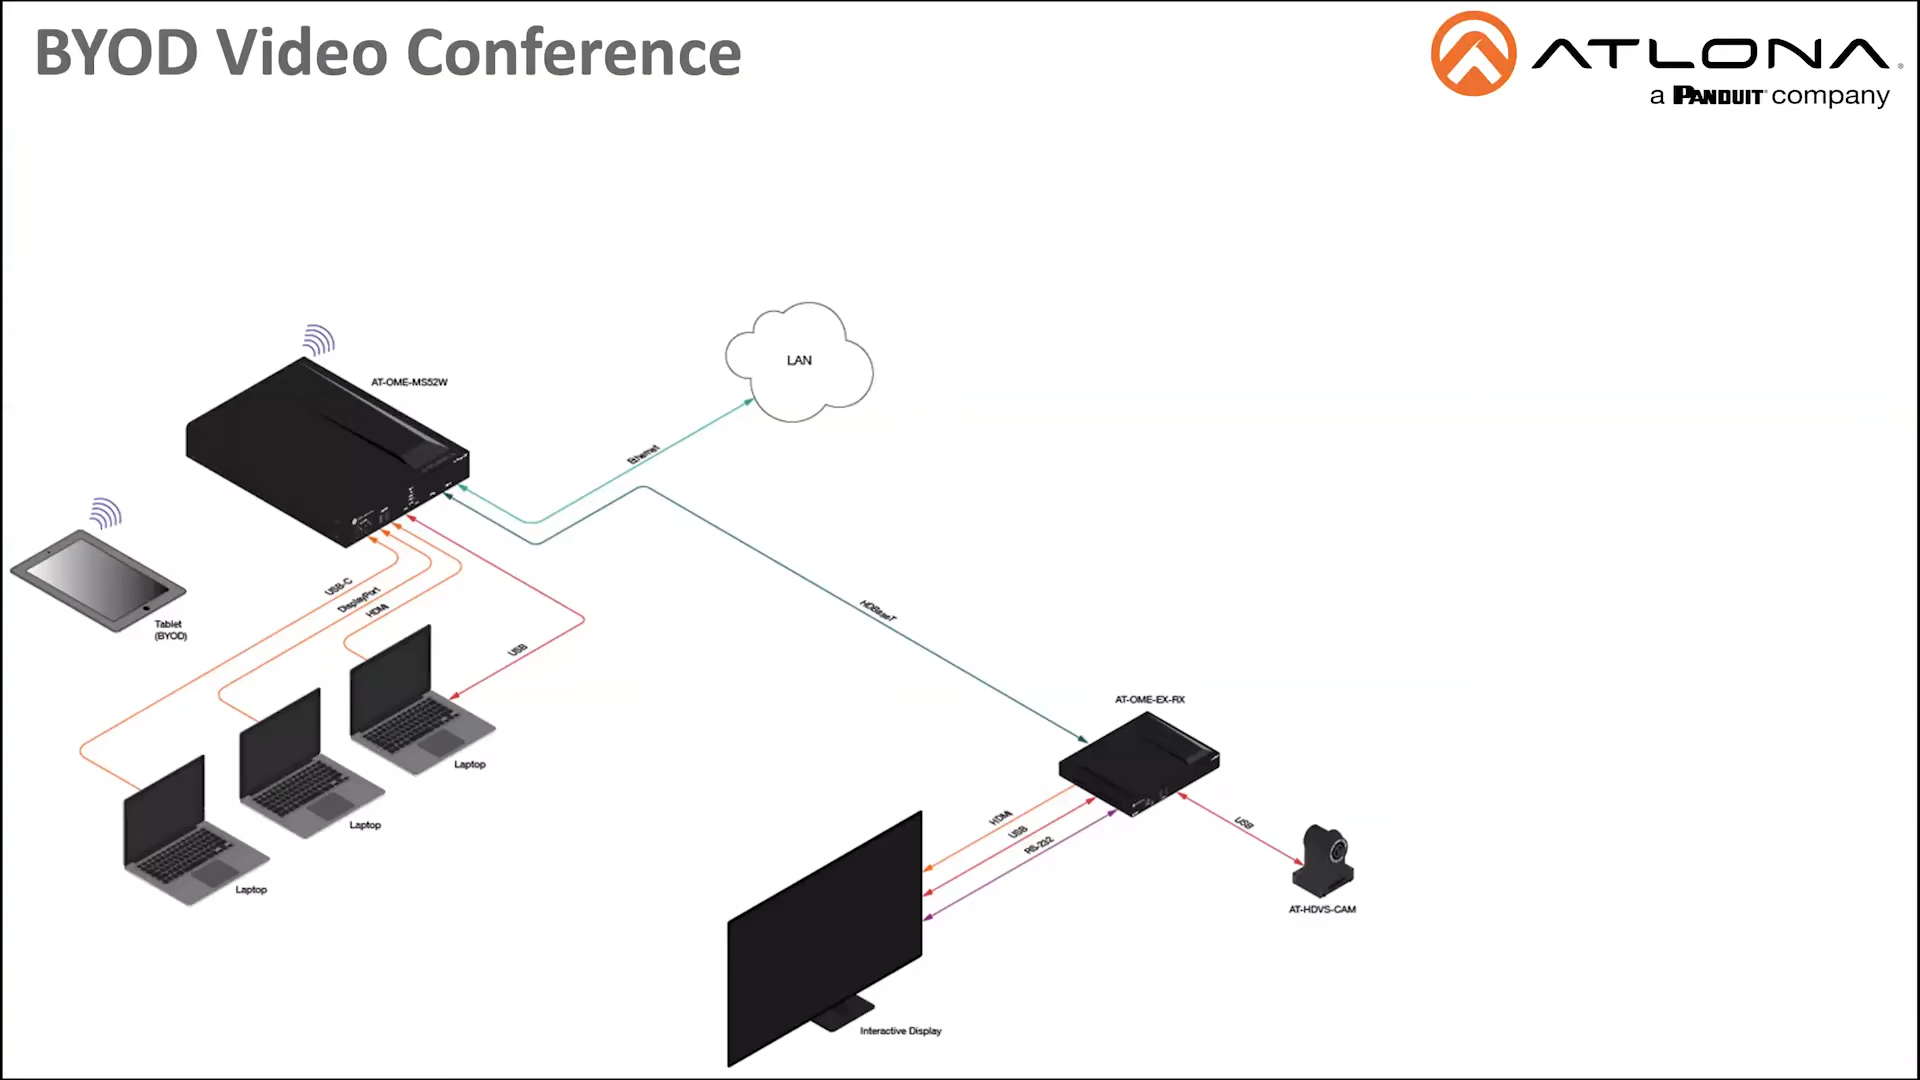 BYOD Video Conference
ATLONA®
a PANDUIT® company
LAN
AT-OME-MS52W
Ethernet
USB-C
DisplayPort
HDMI
HDBaseT
Tablet
(BYOD)
USB
AT-OME-EX-RX
Laptop
Laptop
Laptop
HDMI
USB
RS-232
USB
AT-HDVS-CAM
Interactive Display